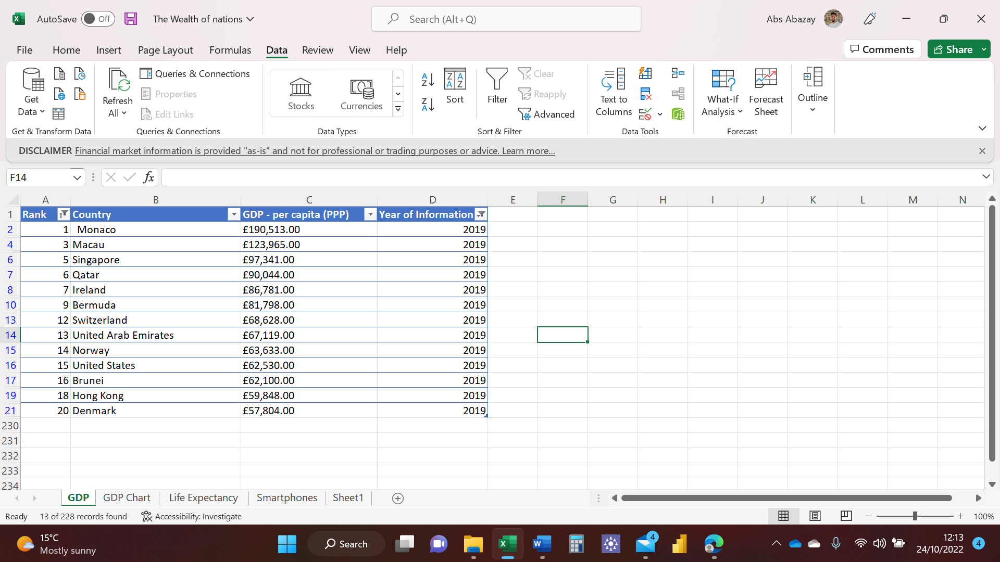 AutoSave Off The Wealth of nations Search (Alt+Q) Abs Abazay
File Home Insert Page Layout Formulas Data Review View Help Comments Share
Get Data
Refresh All
Queries & Connections
Properties
Edit Links
Stocks
Currencies
Sort
Filter
Clear
Reapply
Advanced
Text to Columns
What-If Analysis
Forecast Sheet
Outline
Get & Transform Data Queries & Connections Data Types Sort & Filter Data Tools Forecast
DISCLAIMER Financial market information is provided "as-is" and not for professional or trading purposes or advice. Learn more...
F14 fx
A B C D E F G H I J K L M N
1 Rank Country GDP - per capita (PPP) Year of Information
2 1 Monaco £190,513.00 2019
4 3 Macau £123,965.00 2019
6 5 Singapore £97,341.00 2019
7 6 Qatar £90,044.00 2019
8 7 Ireland £86,781.00 2019
10 9 Bermuda £81,798.00 2019
13 12 Switzerland £68,628.00 2019
14 13 United Arab Emirates £67,119.00 2019
15 14 Norway £63,633.00 2019
16 15 United States £62,530.00 2019
17 16 Brunei £62,100.00 2019
19 18 Hong Kong £59,848.00 2019
21 20 Denmark £57,804.00 2019
230
231
232
233
234
GDP GDP Chart Life Expectancy Smartphones Sheet1
Ready 13 of 228 records found Accessibility: Investigate 100%
15°C
Mostly sunny
Search
4
12:13
24/10/2022
4